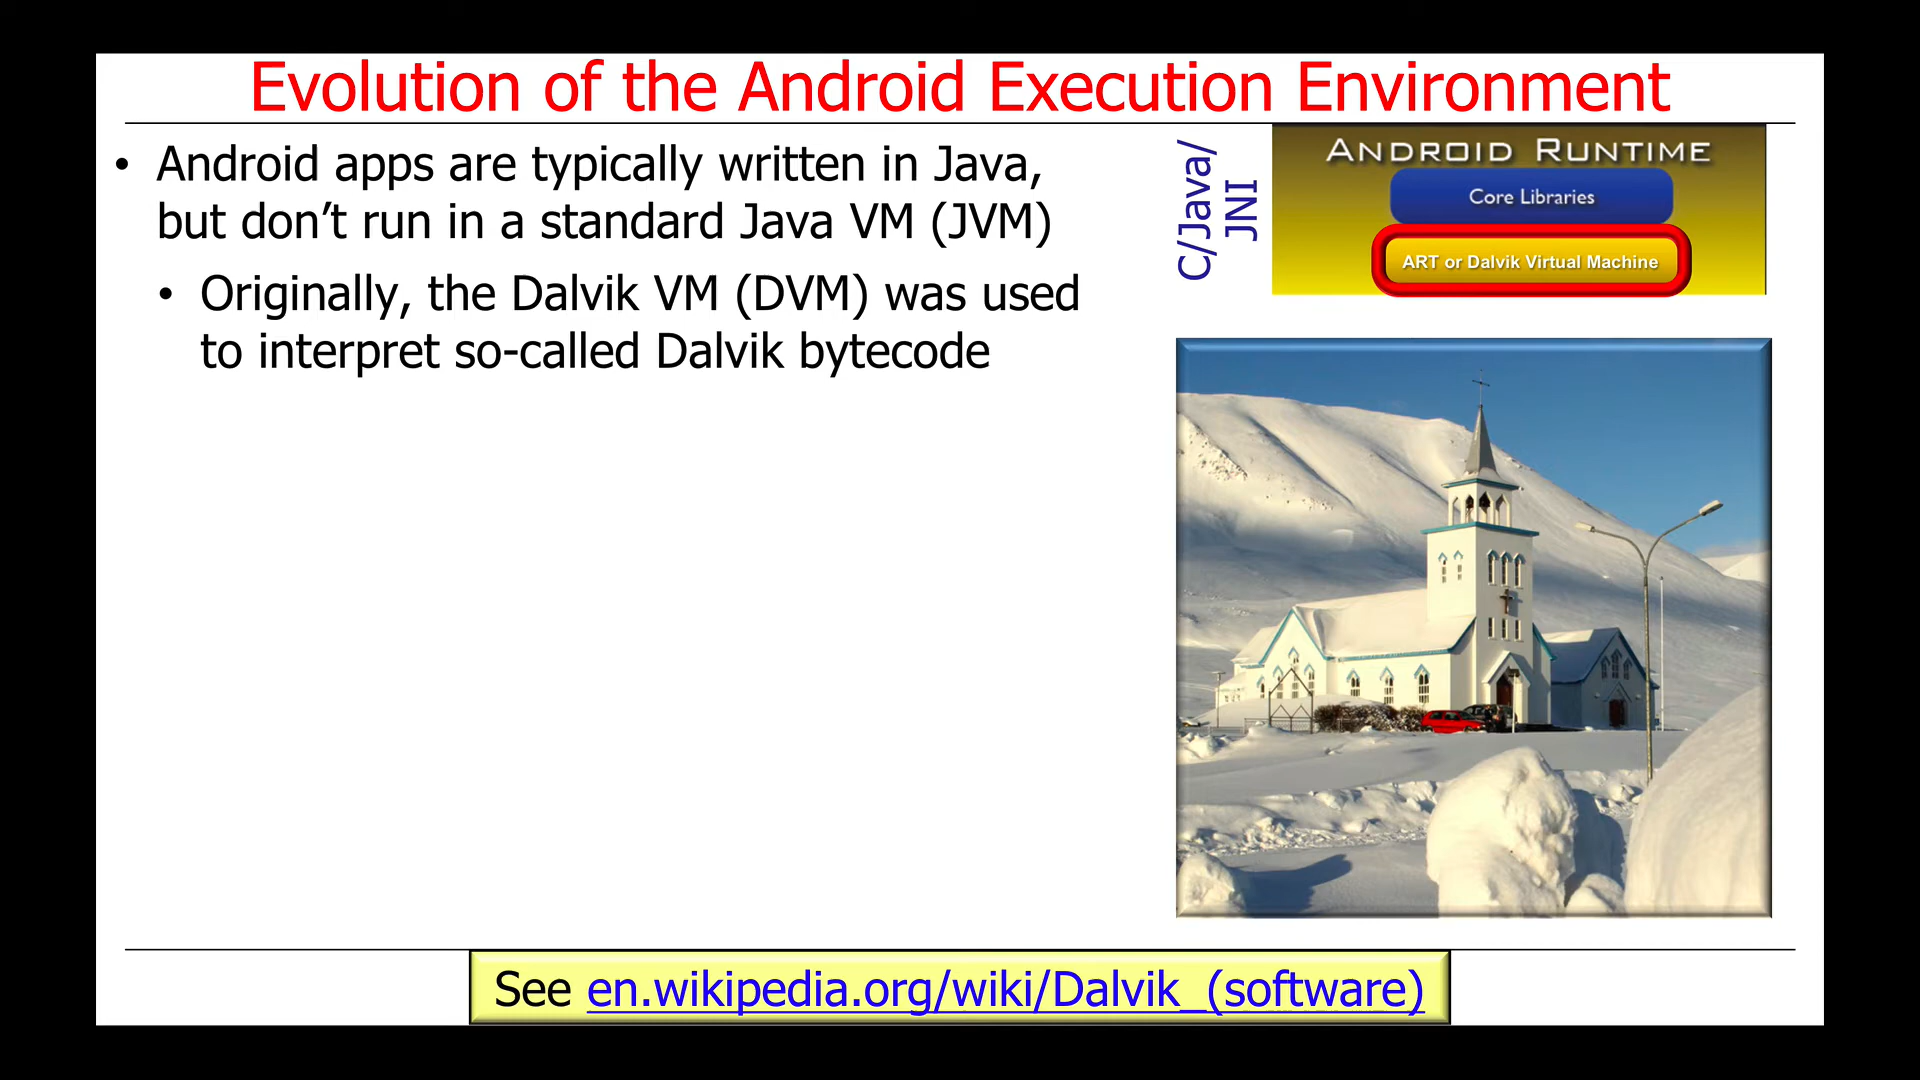 Evolution of the Android Execution Environment
• Android apps are typically written in Java,
but don’t run in a standard Java VM (JVM)
• Originally, the Dalvik VM (DVM) was used
to interpret so-called Dalvik bytecode
C/Java/
JNI
ANDROID RUNTIME
Core Libraries
ART or Dalvik Virtual Machine
See en.wikipedia.org/wiki/Dalvik_(software)